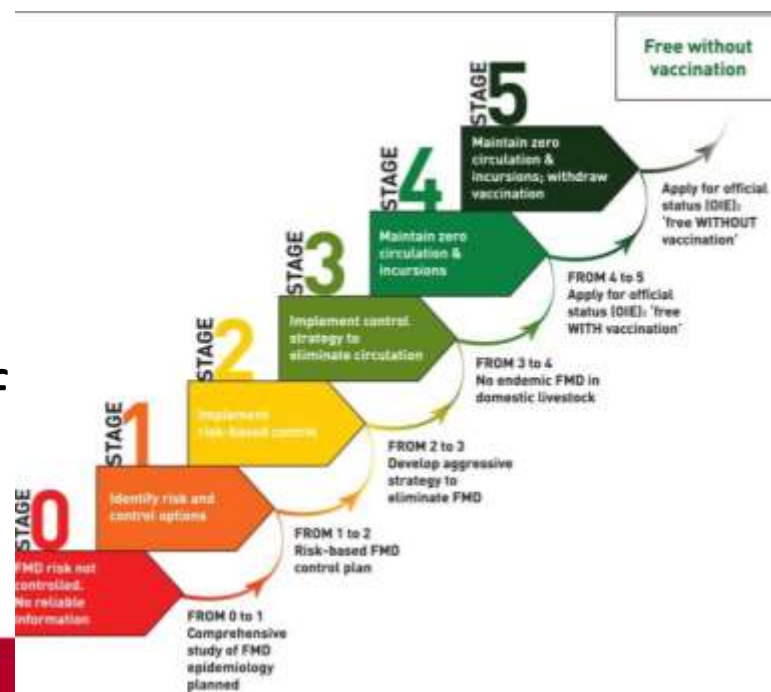 Free without
vaccination
STAGE 5
Maintain zero
circulation &
incursions; withdraw
vaccination
Apply for official
status (OIE):
'free WITHOUT
vaccination'
STAGE 4
Maintain zero
circulation &
incursions
FROM 4 to 5
Apply for official
status (OIE): 'free
WITH vaccination'
STAGE 3
Implement control
strategy to
eliminate circulation
FROM 3 to 4
No endemic FMD in
domestic livestock
STAGE 2
Implement
risk-based control
FROM 2 to 3
Develop aggressive
strategy to
eliminate FMD
STAGE 1
Identify risk and
control options
FROM 1 to 2
Risk-based FMD
control plan
STAGE 0
FMD risk not
controlled.
No reliable
information
FROM 0 to 1
Comprehensive
study of FMD
epidemiology
planned